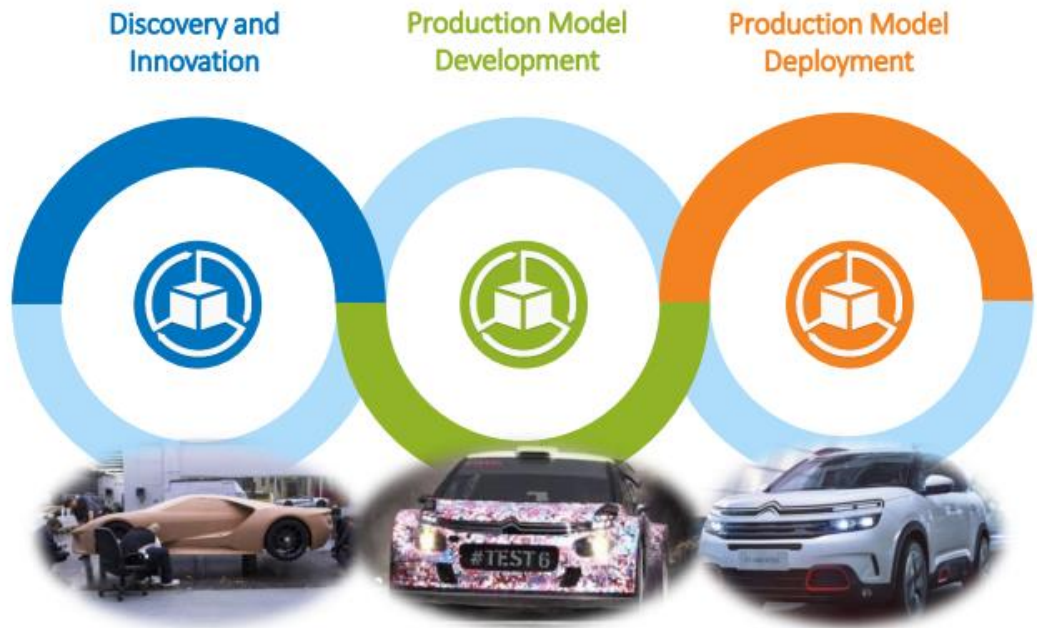 Discovery and
Innovation
Production Model
Development
Production Model
Deployment
#TEST 6